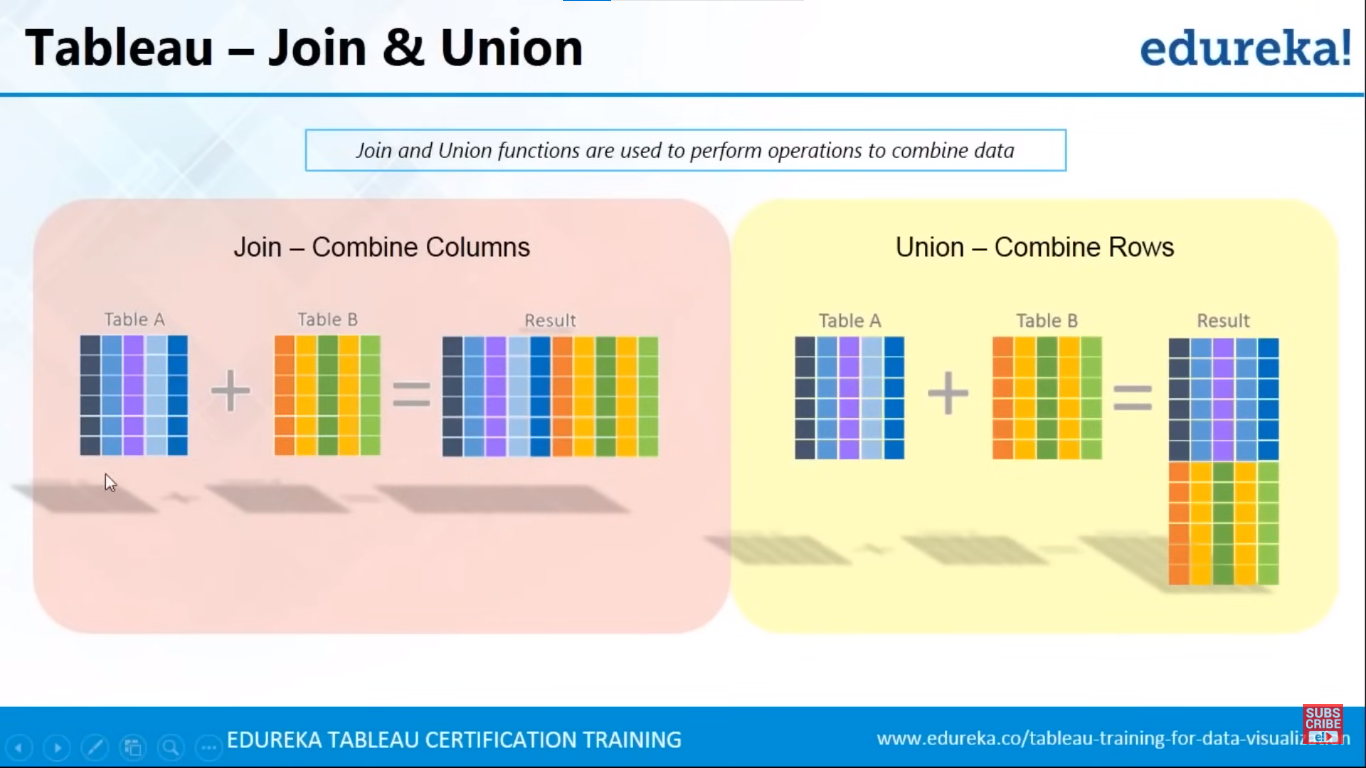 Tableau – Join & Union
edureka!
Join and Union functions are used to perform operations to combine data
Join – Combine Columns
Table A
Table B
Result
Union – Combine Rows
Table A
Table B
Result
EDUREKA TABLEAU CERTIFICATION TRAINING
www.edureka.co/tableau-training-for-data-visualization
SUBS
CRIBE
e!